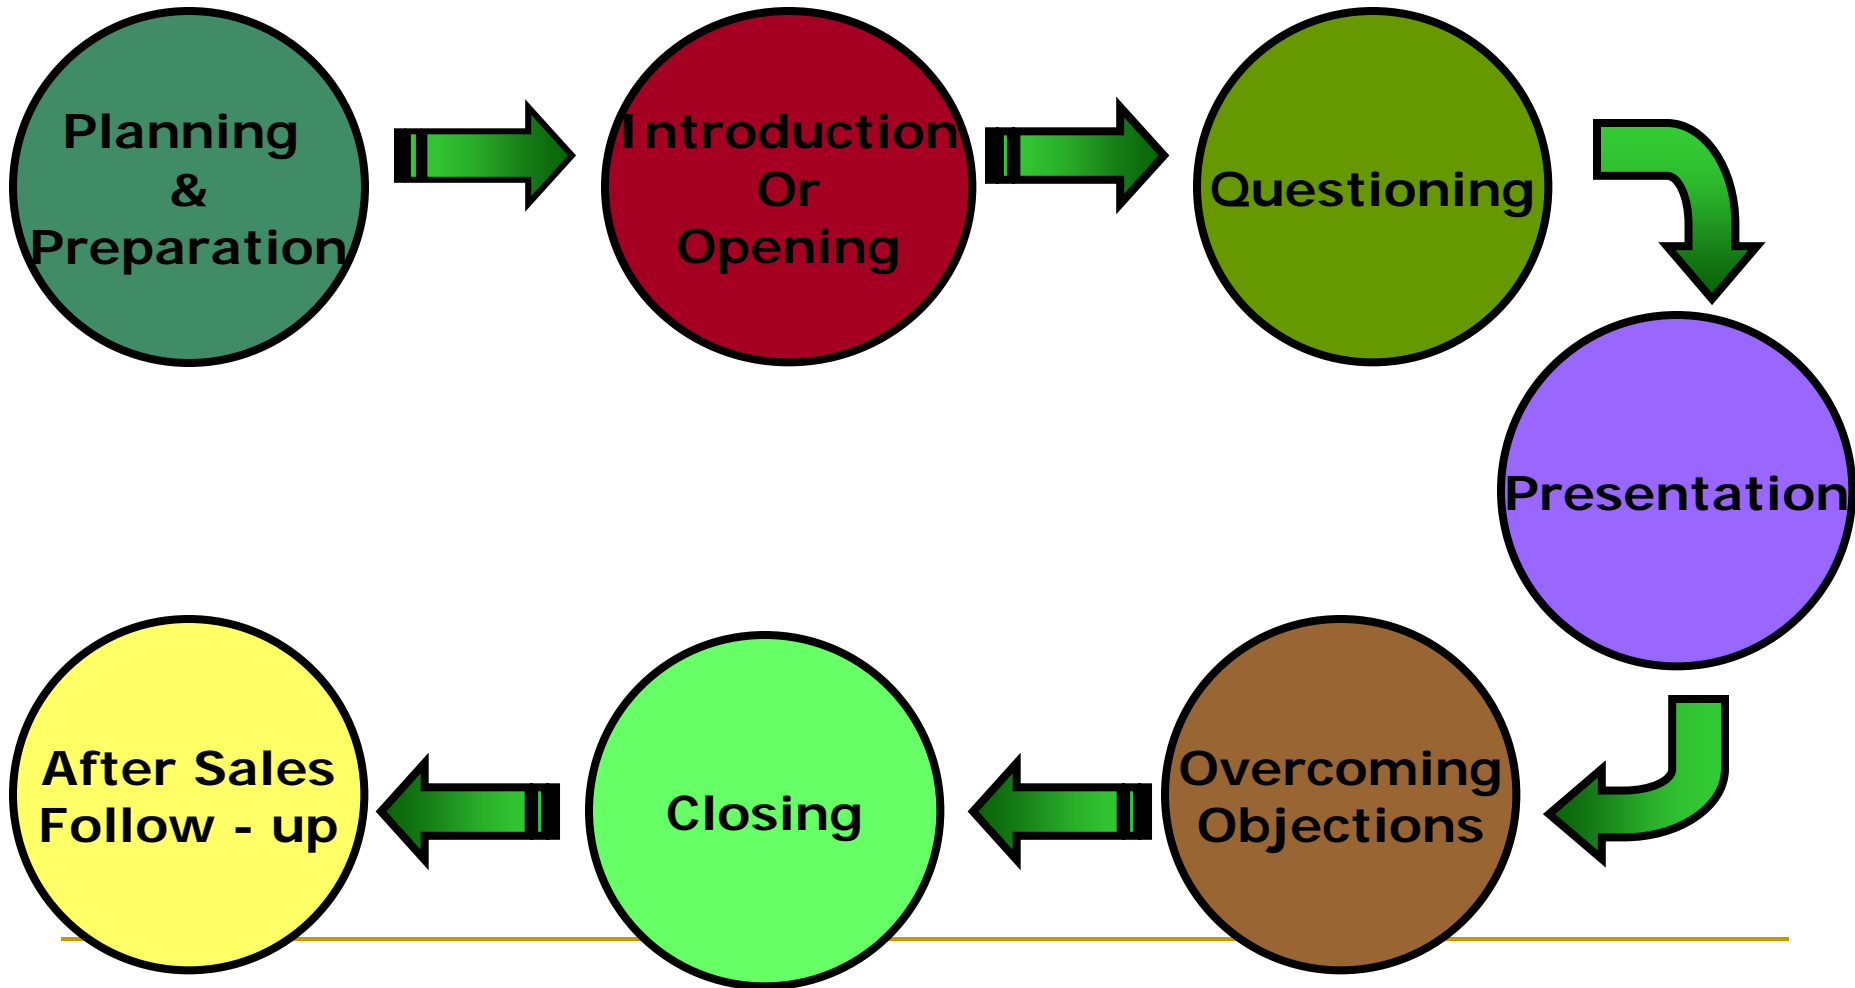 Planning
&
Preparation
Introduction
Or
Opening
Questioning
Presentation
Overcoming
Objections
Closing
After Sales
Follow - up